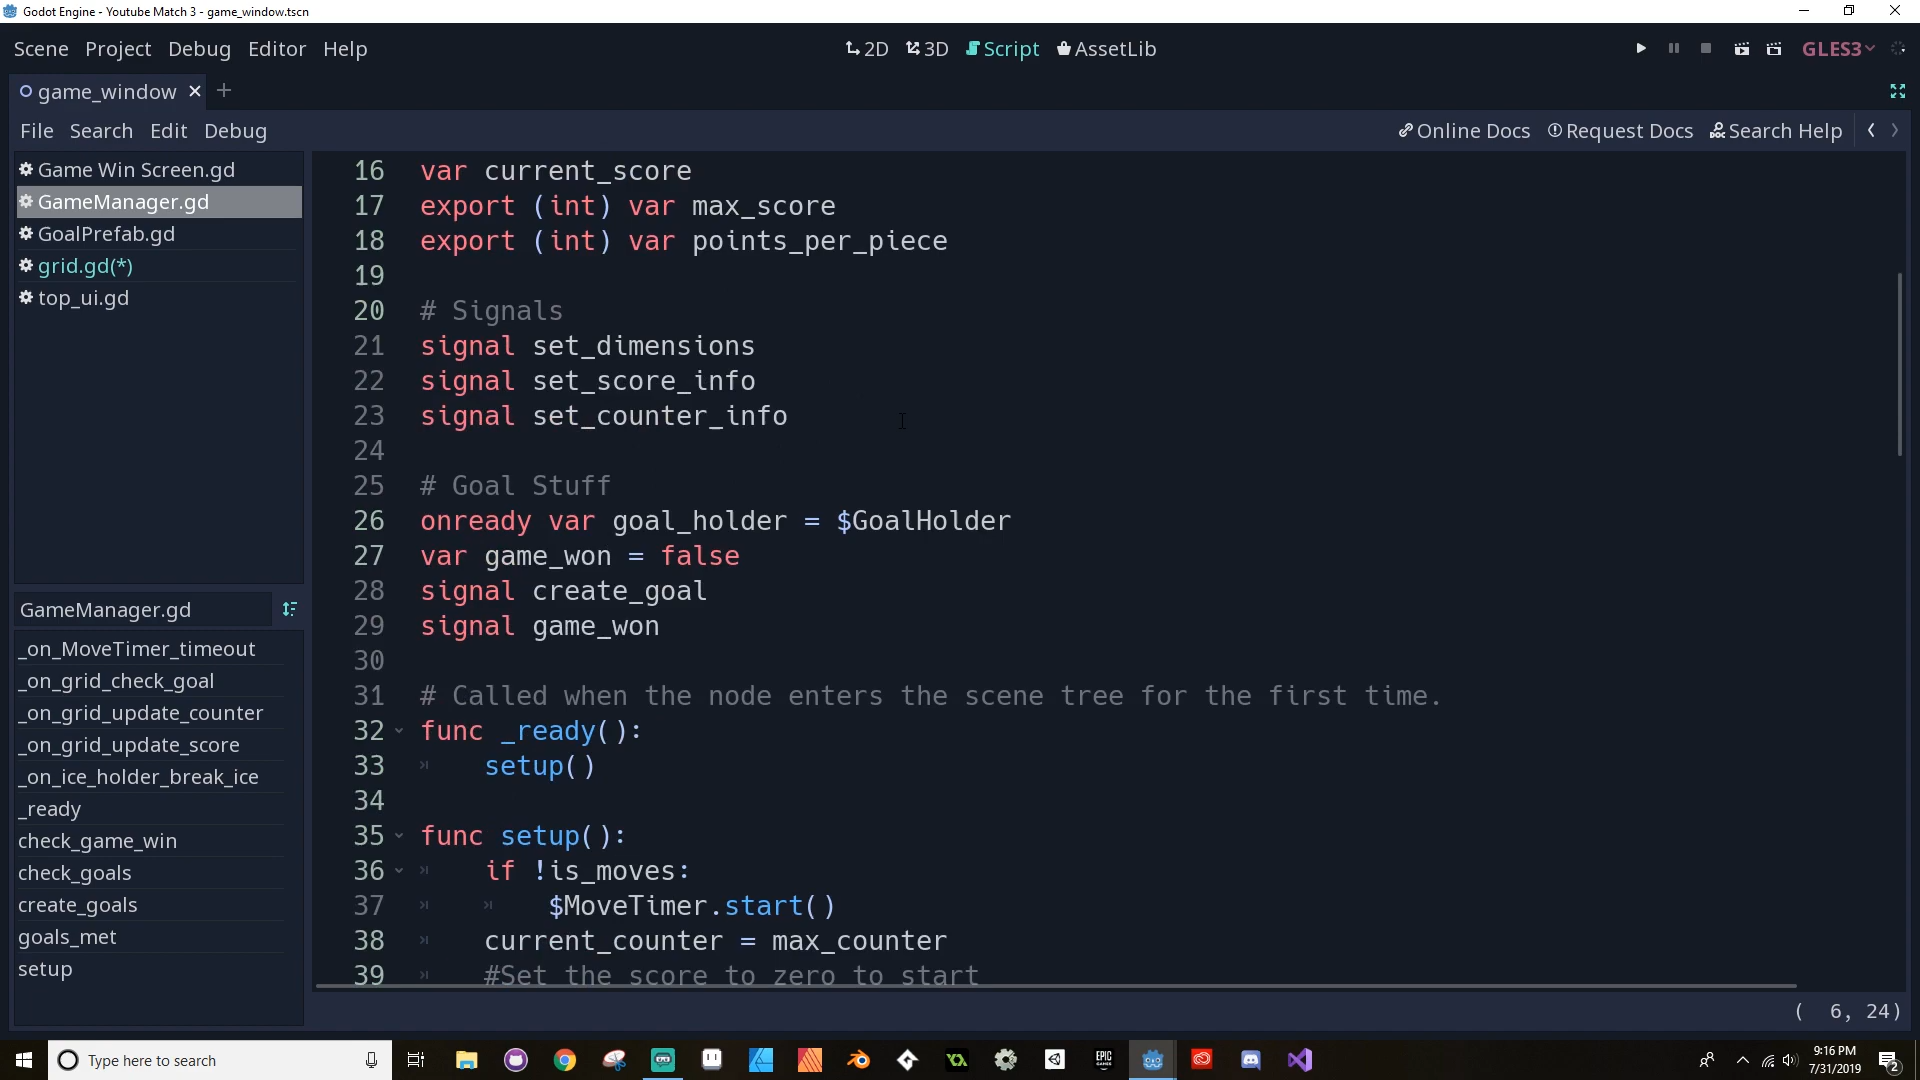 Godot Engine - Youtube Match 3 - game_window.tscn
Scene Project Debug Editor Help
2D 3D Script AssetLib
GLES3
game_window
File Search Edit Debug
Online Docs Request Docs Search Help
Game Win Screen.gd
GameManager.gd
GoalPrefab.gd
grid.gd(*)
top_ui.gd
GameManager.gd
_on_MoveTimer_timeout
_on_grid_check_goal
_on_grid_update_counter
_on_grid_update_score
_on_ice_holder_break_ice
_ready
check_game_win
check_goals
create_goals
goals_met
setup
16 var current_score
17 export (int) var max_score
18 export (int) var points_per_piece
19
20 # Signals
21 signal set_dimensions
22 signal set_score_info
23 signal set_counter_info
24
25 # Goal Stuff
26 onready var goal_holder = $GoalHolder
27 var game_won = false
28 signal create_goal
29 signal game_won
30
31 # Called when the node enters the scene tree for the first time.
32 func _ready():
33 setup()
34
35 func setup():
36 if !is_moves:
37 $MoveTimer.start()
38 current_counter = max_counter
39 #Set the score to zero to start
( 6, 24)
Type here to search
EPIC GAMES
9:16 PM
7/31/2019
2